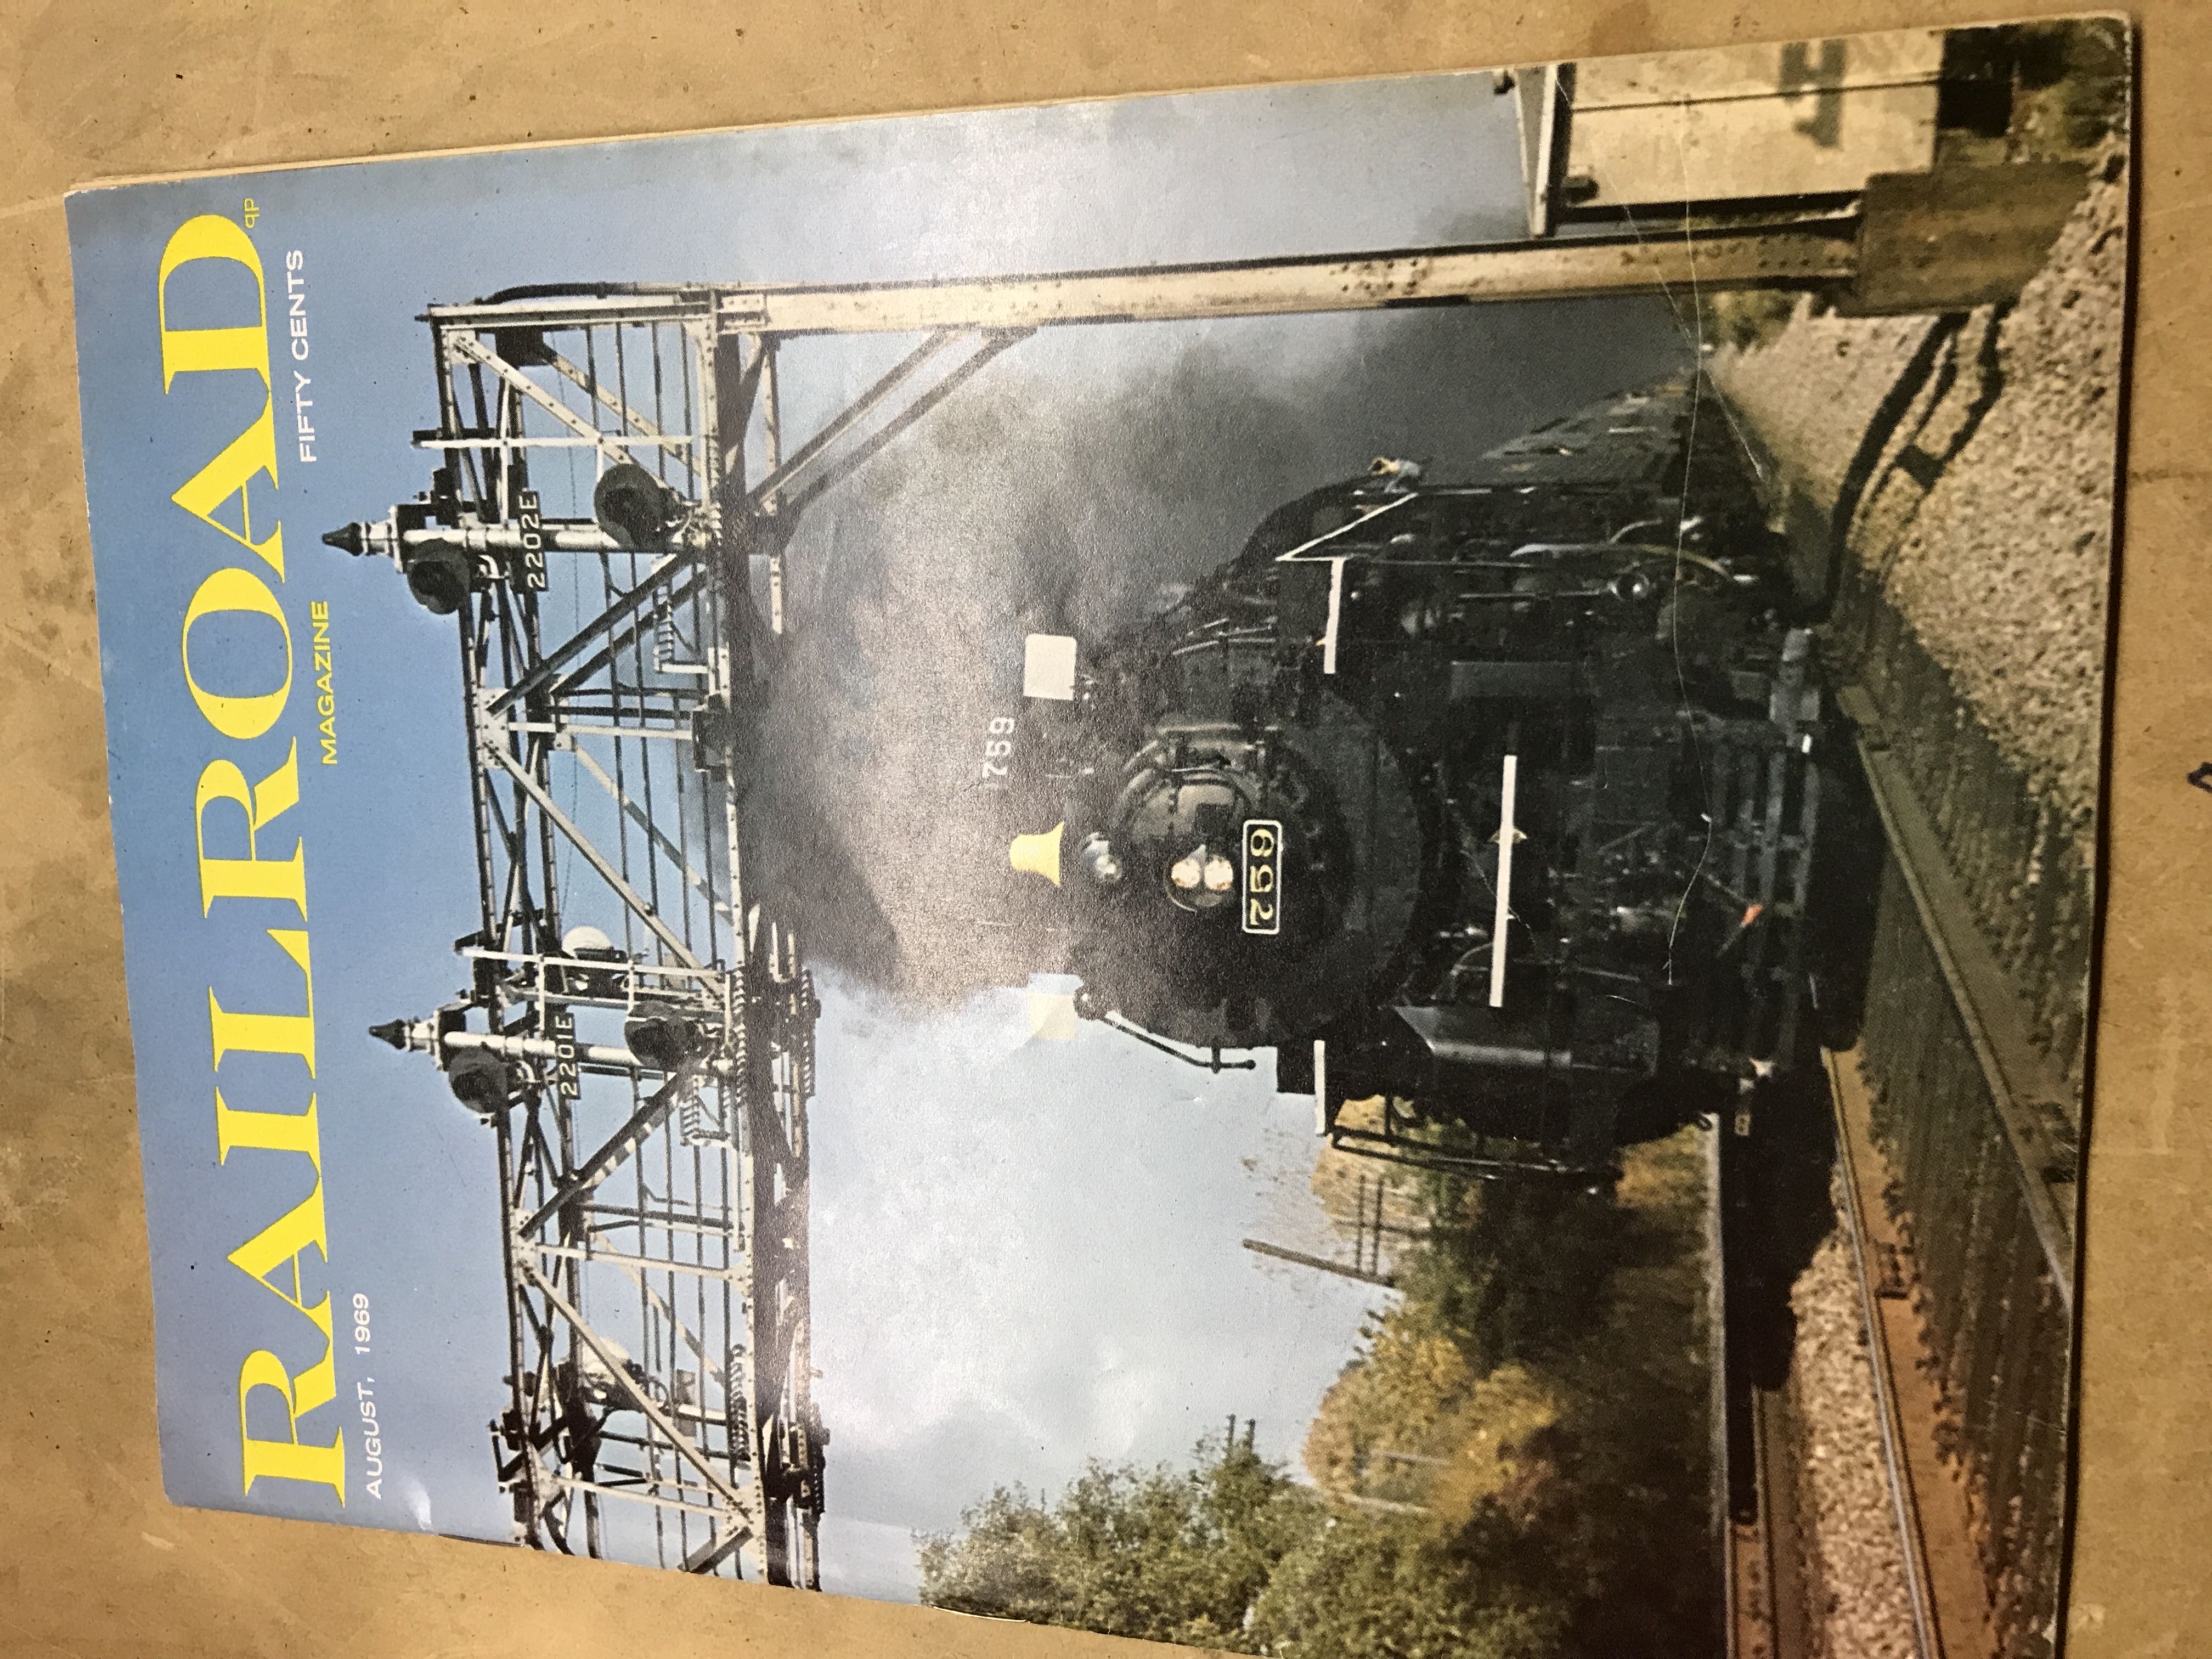 RAILROAD
qp
AUGUST, 1969
MAGAZINE
FIFTY CENTS
2201E
2202E
759
759